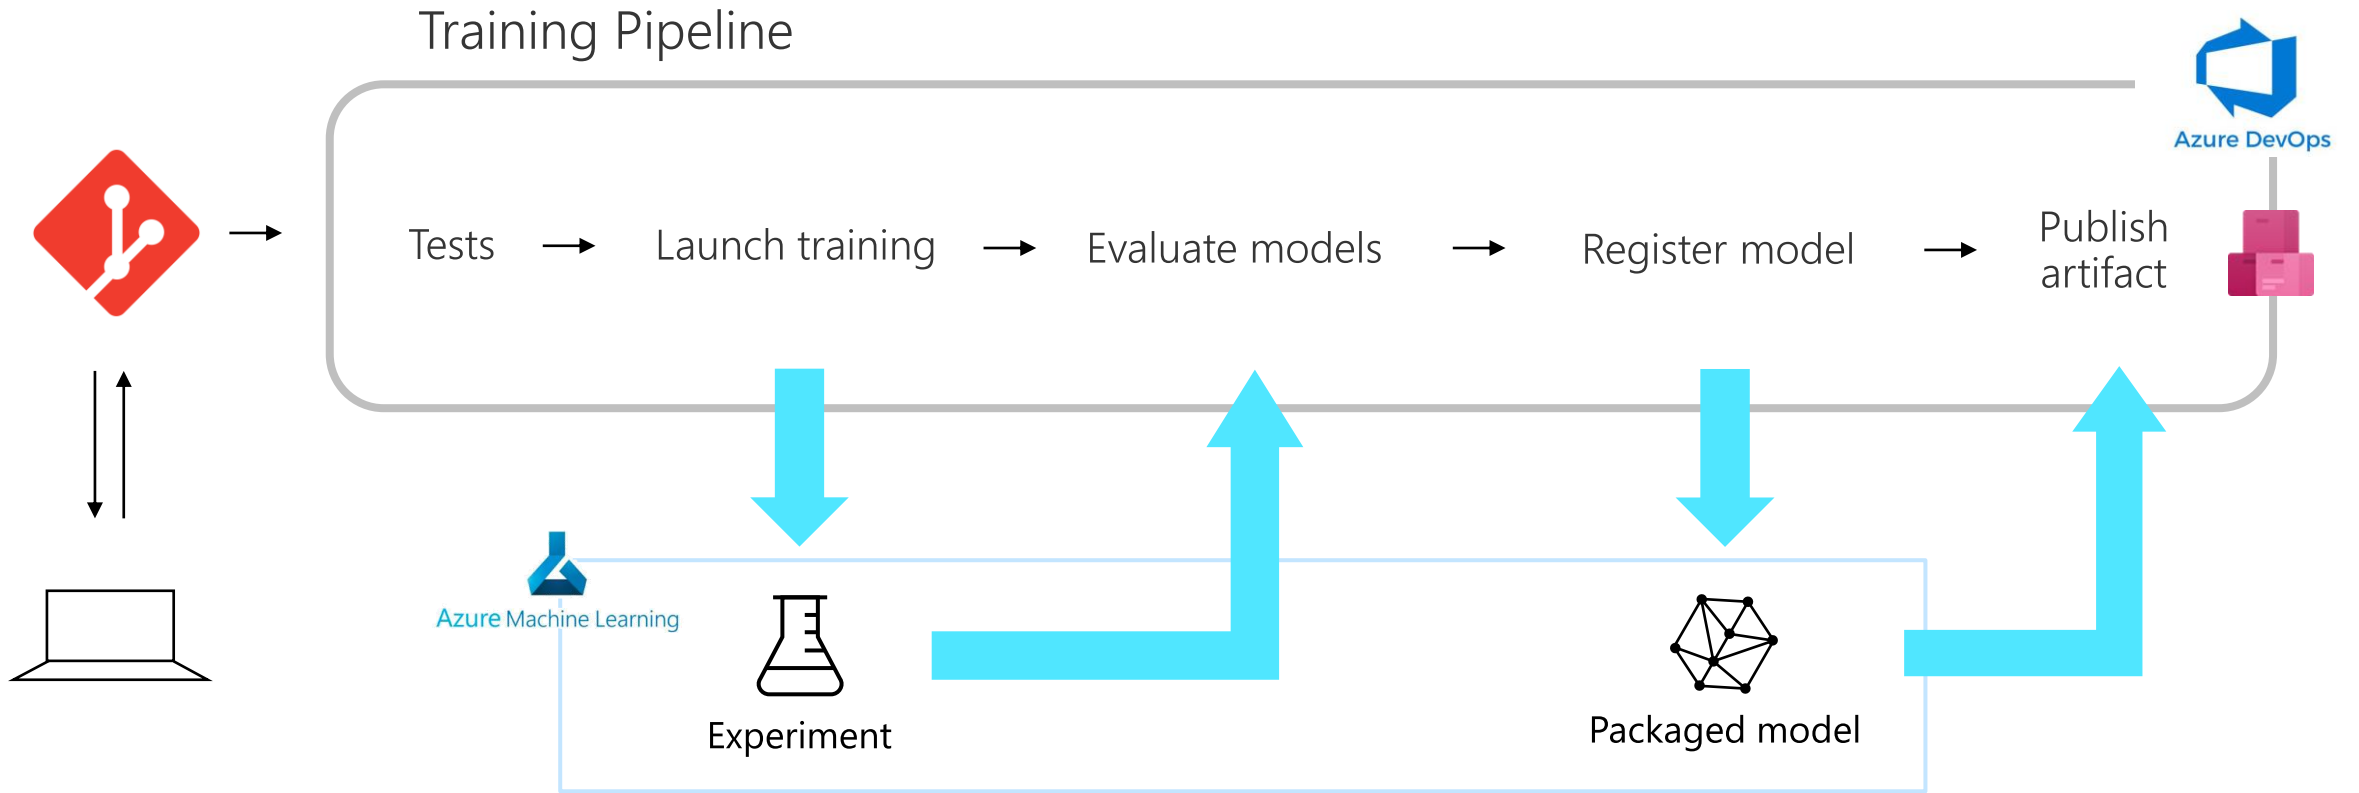 Training Pipeline
Azure DevOps
Tests
Launch training
Evaluate models
Register model
Publish
artifact
Azure Machine Learning
Experiment
Packaged model